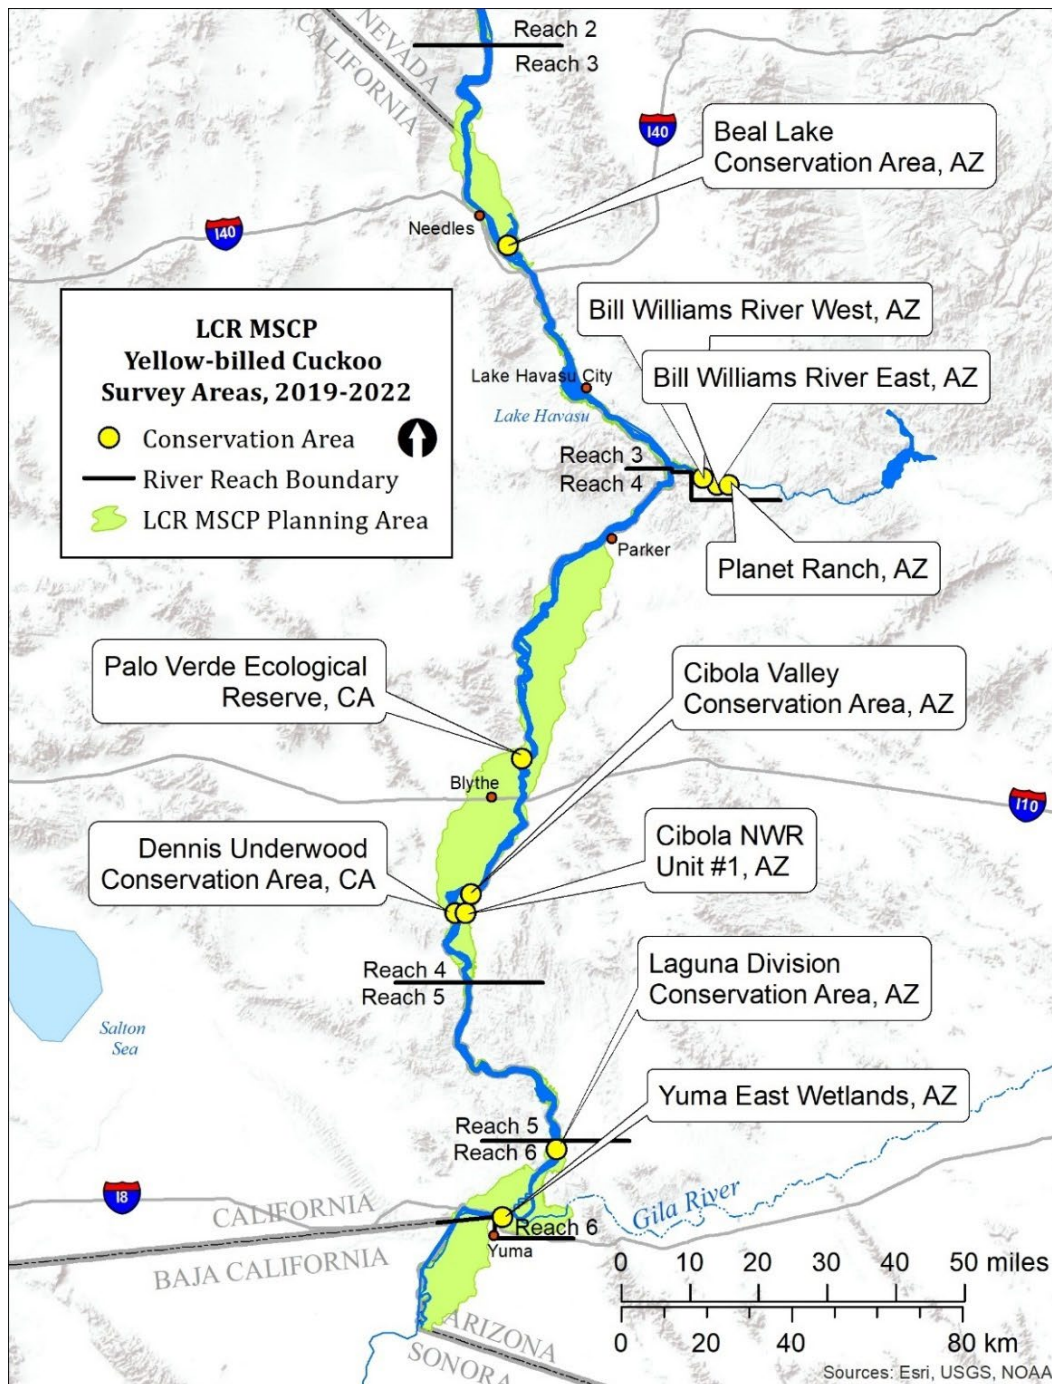 Reach 2
Reach 3
NEVADA
CALIFORNIA
I40
Beal Lake
Conservation Area, AZ
Needles
I40
Bill Williams River West, AZ
LCR MSCP
Yellow-billed Cuckoo
Survey Areas, 2019-2022
Conservation Area
River Reach Boundary
LCR MSCP Planning Area
Lake Havasu City
Lake Havasu
Bill Williams River East, AZ
Reach 3
Reach 4
Parker
Planet Ranch, AZ
Palo Verde Ecological
Reserve, CA
Cibola Valley
Conservation Area, AZ
Blythe
I10
Dennis Underwood
Conservation Area, CA
Cibola NWR
Unit #1, AZ
Reach 4
Reach 5
Laguna Division
Conservation Area, AZ
Salton
Sea
Yuma East Wetlands, AZ
Reach 5
Reach 6
I8
CALIFORNIA
BAJA CALIFORNIA
Gila River
Reach 6
Yuma
0 10 20 30 40 50 miles
0 20 40 80 km
ARIZONA
SONORA
Sources: Esri, USGS, NOAA